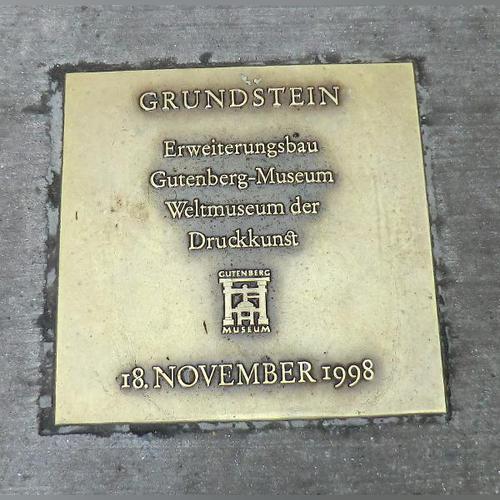 GRUNDSTEIN
Erweiterungsbau
Gutenberg-Museum
Weltmuseum der
Druckkunst
GUTENBERG
MUSEUM
18. NOVEMBER 1998